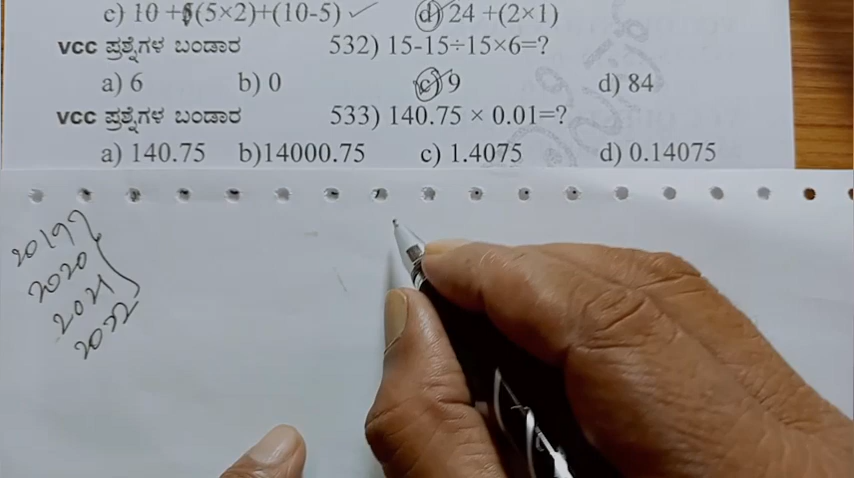 c) 10 +5(5×2)+(10-5) ✓ d) 24 +(2×1)
vcc ಪ್ರಶ್ನೆಗಳ ಬಂಡಾರ 532) 15-15÷15×6=?
a) 6 b) 0 c) 9 d) 84
vcc ಪ್ರಶ್ನೆಗಳ ಬಂಡಾರ 533) 140.75 × 0.01=?
a) 140.75 b)14000.75 c) 1.4075 d) 0.14075
2019
2020
2021
2022